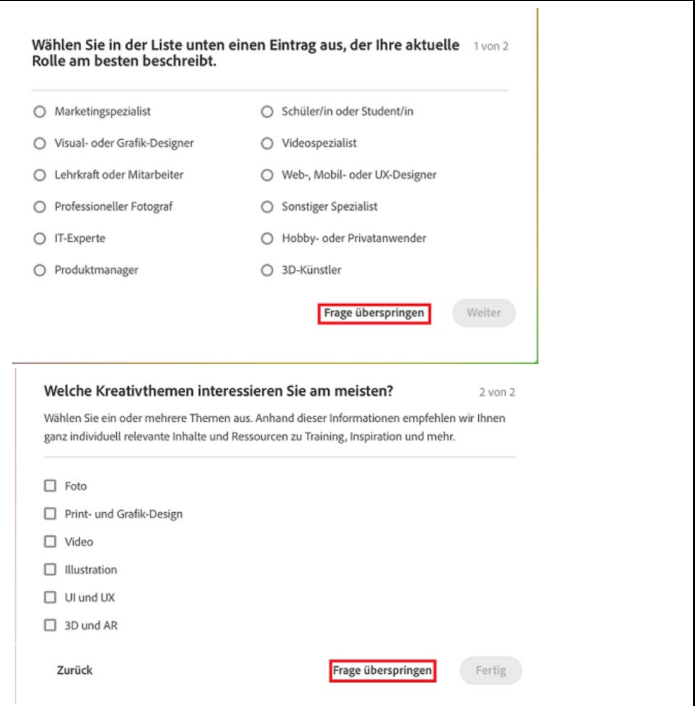 Wählen Sie in der Liste unten einen Eintrag aus, der Ihre aktuelle 1 von 2
Rolle am besten beschreibt.
Marketingspezialist Schüler/in oder Student/in
Visual- oder Grafik-Designer Videospezialist
Lehrkraft oder Mitarbeiter Web-, Mobil- oder UX-Designer
Professioneller Fotograf Sonstiger Spezialist
IT-Experte Hobby- oder Privatanwender
Produktmanager 3D-Künstler
Frage überspringen Weiter
Welche Kreativthemen interessieren Sie am meisten? 2 von 2
Wählen Sie ein oder mehrere Themen aus. Anhand dieser Informationen empfehlen wir Ihnen
ganz individuell relevante Inhalte und Ressourcen zu Training, Inspiration und mehr.
Foto
Print- und Grafik-Design
Video
Illustration
UI und UX
3D und AR
Zurück Frage überspringen Fertig